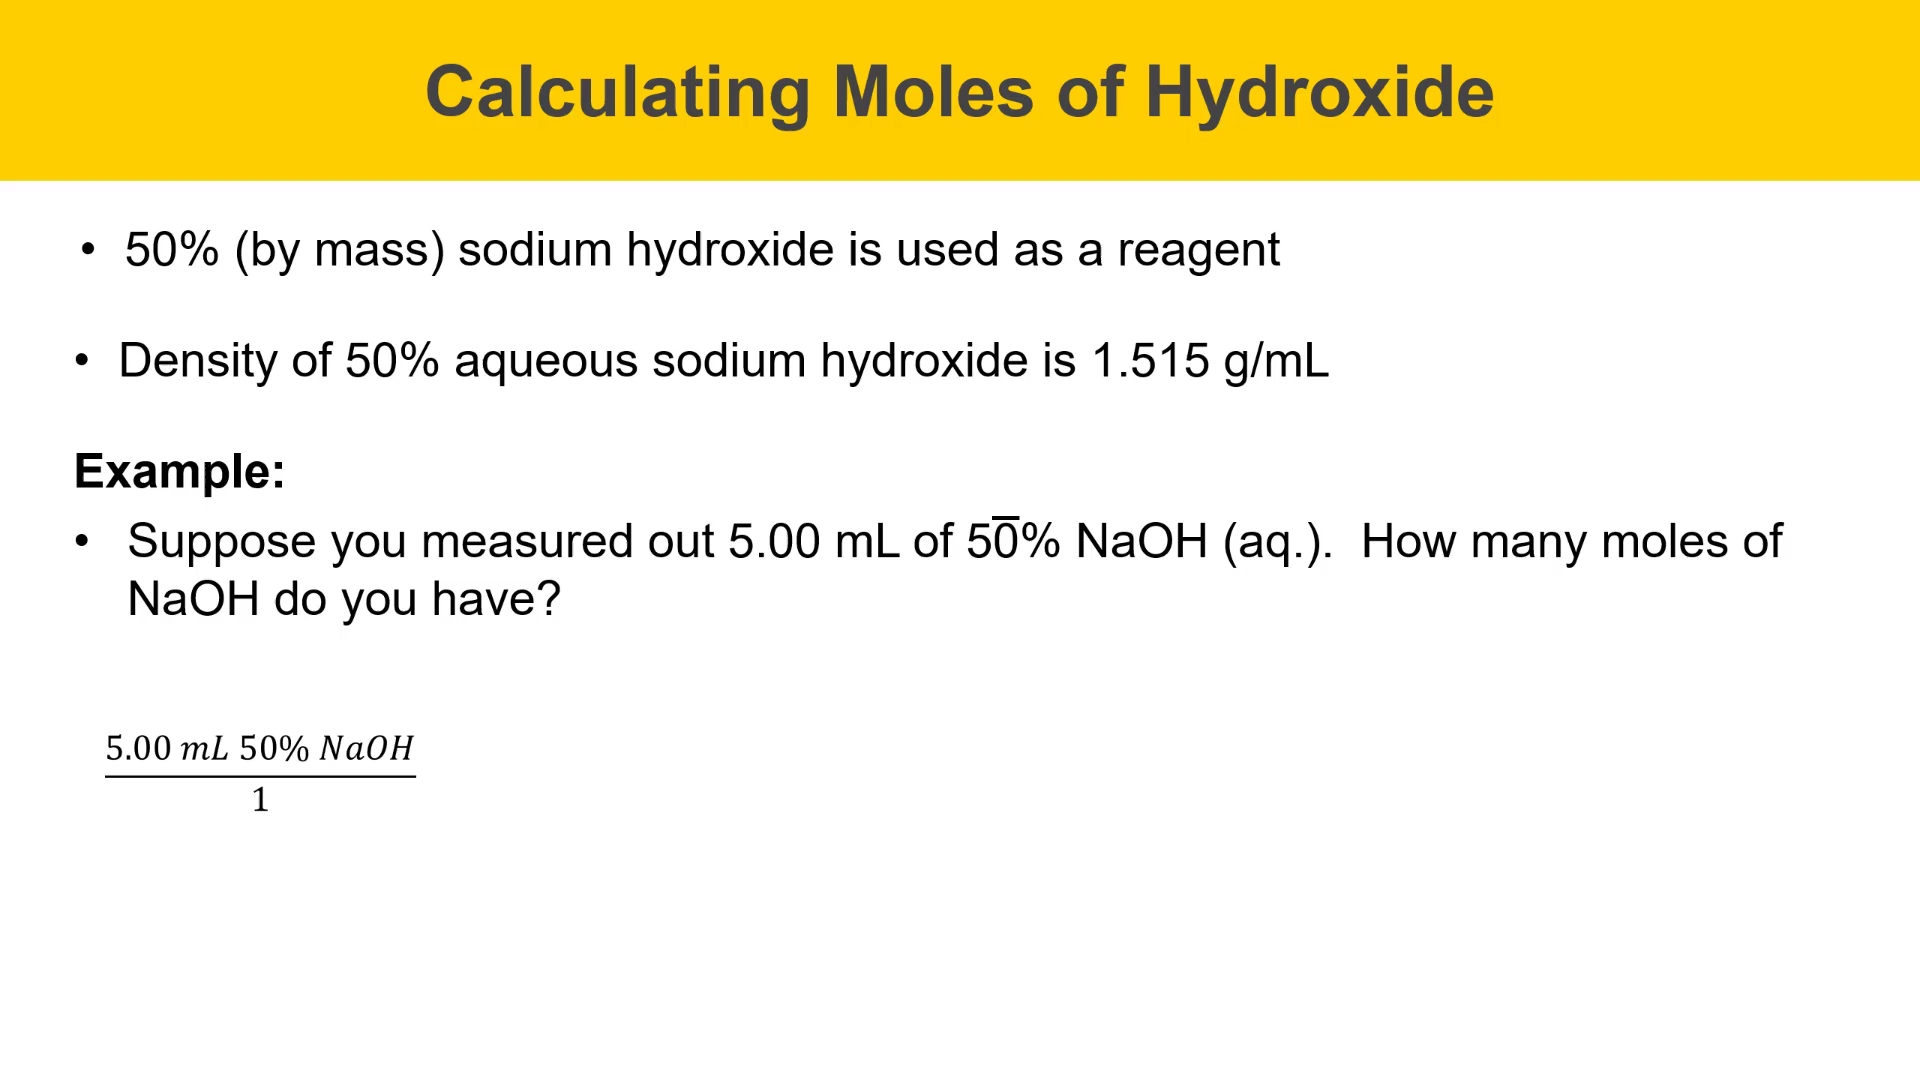 Calculating Moles of Hydroxide
• 50% (by mass) sodium hydroxide is used as a reagent
• Density of 50% aqueous sodium hydroxide is 1.515 g/mL
Example:
• Suppose you measured out 5.00 mL of 50̅% NaOH (aq.).  How many moles of
NaOH do you have?
5.00 mL 50% NaOH
1